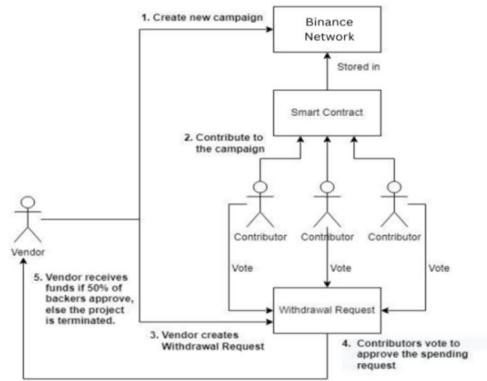 1. Create new campaign
Binance
Network
Stored in
Smart Contract
2. Contribute to
the campaign
Contributor
Contributor
Contributor
Vendor
Vote
Vote
Vote
5. Vendor receives
funds if 50% of
backers approve,
else the project
is terminated.
Withdrawal Request
3. Vendor creates
Withdrawal Request
4. Contributors vote to
approve the spending
request